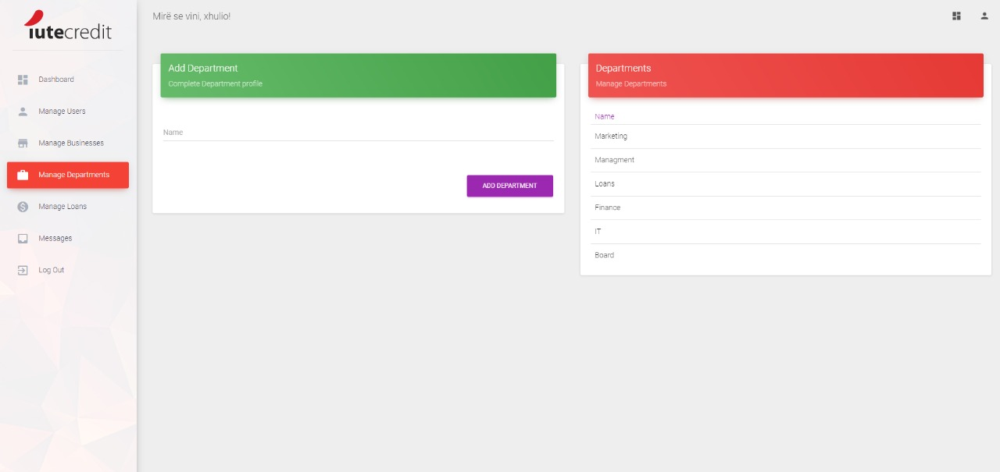 iutecredit
Dashboard
Manage Users
Manage Businesses
Manage Departments
Manage Loans
Messages
Log Out
Mirë se vini, xhulio!
Add Department
Complete Department profile
Name
ADD DEPARTMENT
Departments
Manage Departments
Name
Marketing
Managment
Loans
Finance
IT
Board